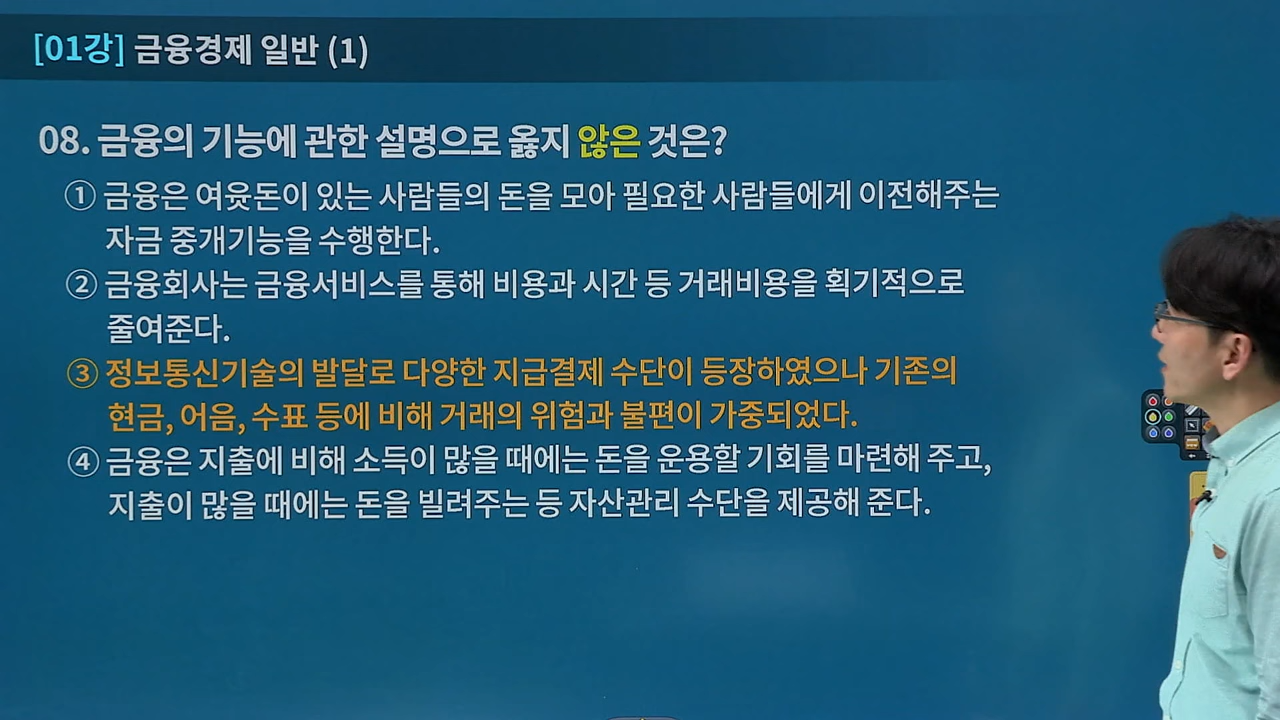 [01강] 금융경제 일반 (1)
08. 금융의 기능에 관한 설명으로 옳지 않은 것은?
① 금융은 여윳돈이 있는 사람들의 돈을 모아 필요한 사람들에게 이전해주는
자금 중개기능을 수행한다.
② 금융회사는 금융서비스를 통해 비용과 시간 등 거래비용을 획기적으로
줄여준다.
③ 정보통신기술의 발달로 다양한 지급결제 수단이 등장하였으나 기존의
현금, 어음, 수표 등에 비해 거래의 위험과 불편이 가중되었다.
④ 금융은 지출에 비해 소득이 많을 때에는 돈을 운용할 기회를 마련해 주고,
지출이 많을 때에는 돈을 빌려주는 등 자산관리 수단을 제공해 준다.